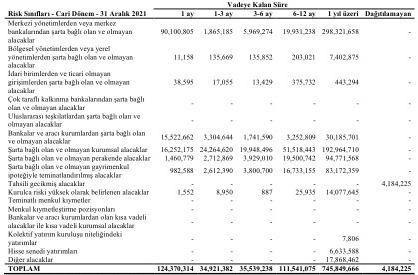 Vadeye Kalan Süre
Risk Sınıfları - Cari Dönem - 31 Aralık 2021 1 ay 1-3 ay 3-6 ay 6-12 ay 1 yıl üzeri Dağıtılamayan
Merkezi yönetimlerden veya merkez
bankalarından şarta bağlı olan ve olmayan 90,100,805 1,865,185 5,969,274 19,931,238 298,321,658 -
alacaklar
Bölgesel yönetimlerden veya yerel
yönetimlerden şarta bağlı olan ve olmayan 11,158 135,669 135,852 203,021 7,402,875 -
alacaklar
İdari birimlerden ve ticari olmayan
girişimlerden şarta bağlı olan ve olmayan 38,595 17,055 13,429 375,732 443,294 -
alacaklar
Çok taraflı kalkınma bankalarından şarta bağlı
olan ve olmayan alacaklar - - - - - -
Uluslararası teşkilatlardan şarta bağlı olan ve
olmayan alacaklar - - - - - -
Bankalar ve aracı kurumlardan şarta bağlı olan
ve olmayan alacaklar 15,522,662 3,304,644 1,741,590 3,252,809 30,185,701 -
Şarta bağlı olan ve olmayan kurumsal alacaklar 16,252,175 24,264,620 19,948,496 51,518,443 192,964,710 -
Şarta bağlı olan ve olmayan perakende alacaklar 1,460,779 2,712,869 3,929,010 19,500,742 94,771,568 -
Şarta bağlı olan ve olmayan gayrimenkul
ipoteğiyle teminatlandırılmış alacaklar 982,588 2,612,390 3,800,700 16,733,155 83,172,359 -
Tahsili gecikmiş alacaklar - - - - - 4,184,225
Kurulca riski yüksek olarak belirlenen alacaklar 1,552 8,950 887 25,935 14,077,645 -
Teminatlı menkul kıymetler - - - - - -
Menkul kıymetleştirme pozisyonları - - - - - -
Bankalar ve aracı kurumlardan olan kısa vadeli
alacaklar ile kısa vadeli kurumsal alacaklar - - - - - -
Kolektif yatırım kuruluşu niteliğindeki
yatırımlar - - - - 7,806 -
Hisse senedi yatırımları - - - - 6,633,588 -
Diğer alacaklar - - - - 17,868,462 -
TOPLAM 124,370,314 34,921,382 35,539,238 111,541,075 745,849,666 4,184,225